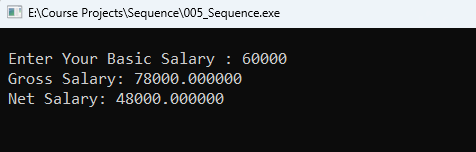 E:\Course Projects\Sequence\005_Sequence.exe
Enter Your Basic Salary : 60000
Gross Salary: 78000.000000
Net Salary: 48000.000000